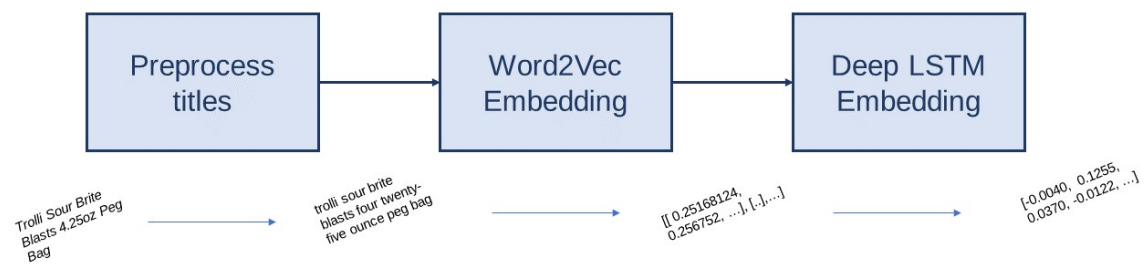 Preprocess
titles
Word2Vec
Embedding
Deep LSTM
Embedding
Trolli Sour Brite
Blasts 4.25oz Peg
Bag
trolli sour brite
blasts four twenty-
five ounce peg bag
[[ 0.25168124,
0.256752, ...], [..],...]
[-0.0040, 0.1255,
0.0370, -0.0122, ...]